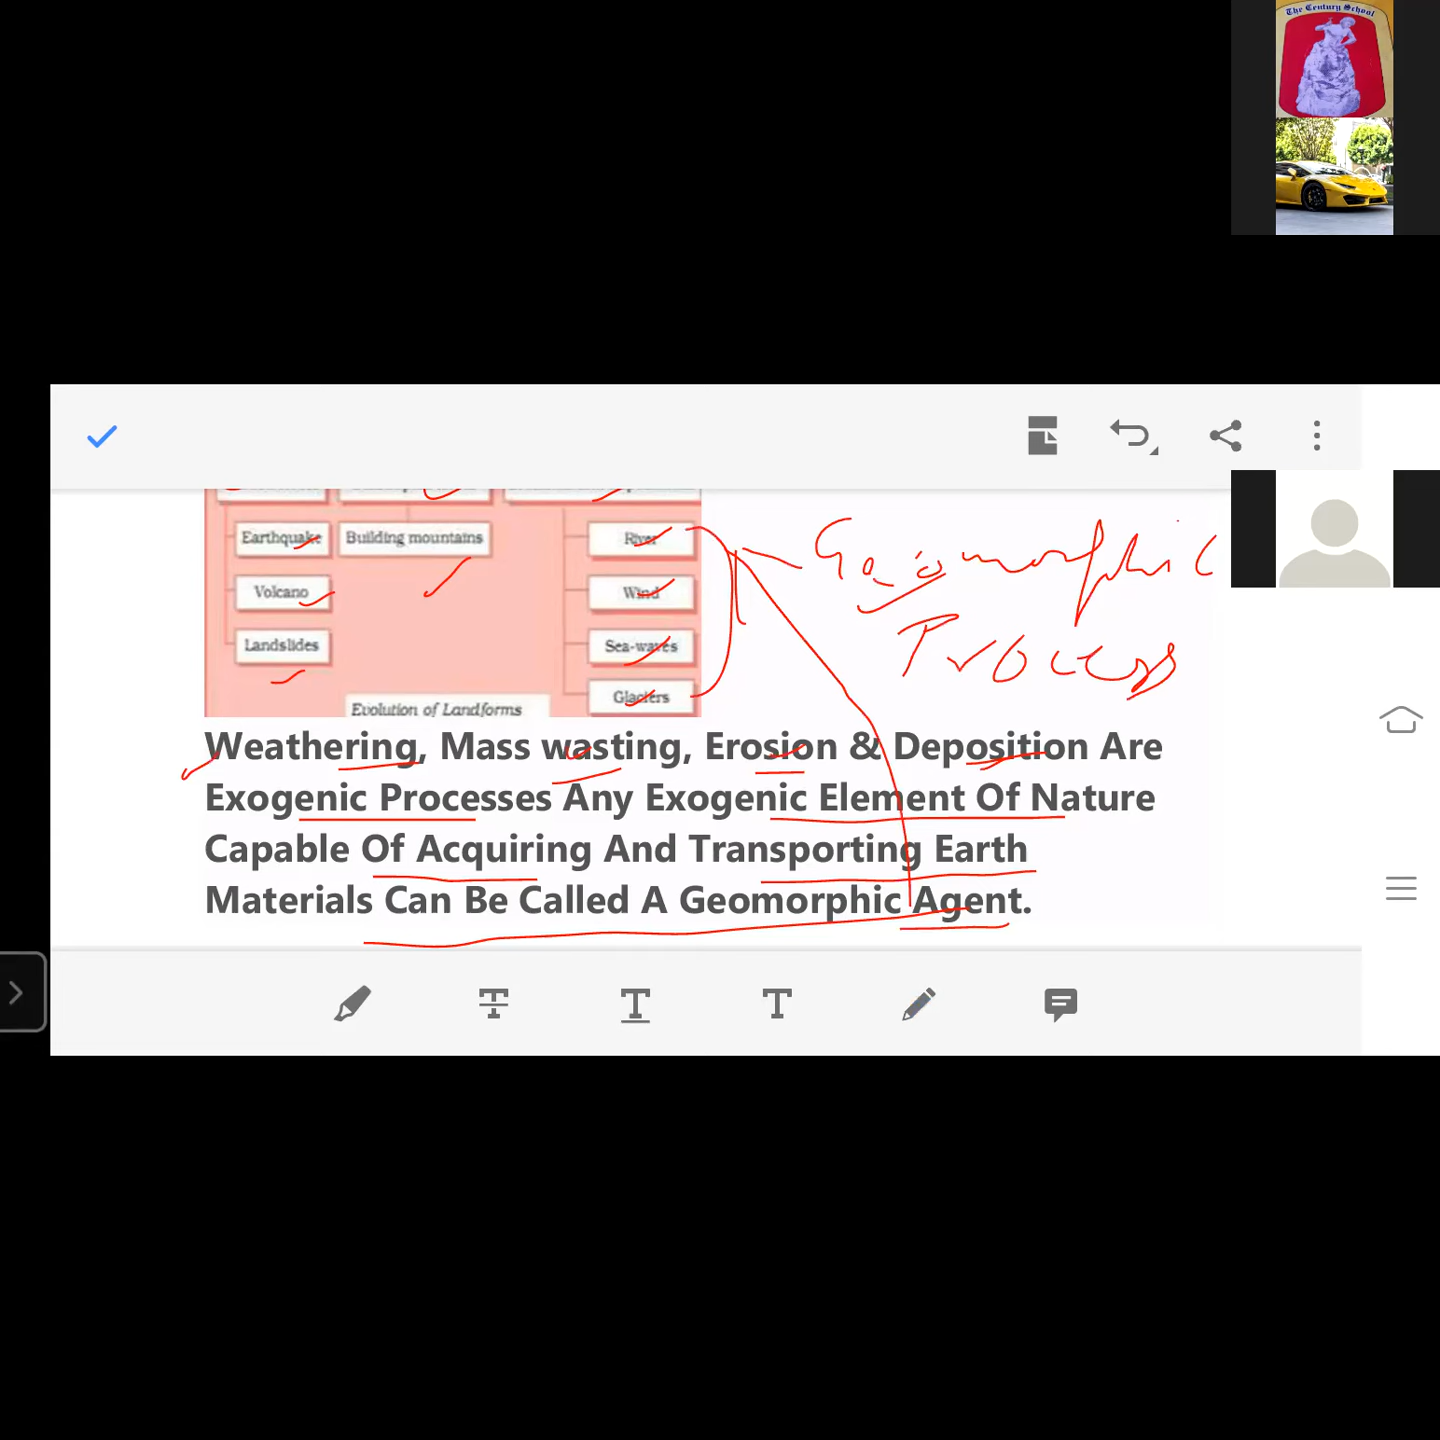 The Century School
Earthquake
Building mountains
River
Volcano
Wind
Landslides
Sea-waves
Glaciers
Evolution of Landforms
Geomorphic
Process
Weathering, Mass wasting, Erosion & Deposition Are
Exogenic Processes Any Exogenic Element Of Nature
Capable Of Acquiring And Transporting Earth
Materials Can Be Called A Geomorphic Agent.